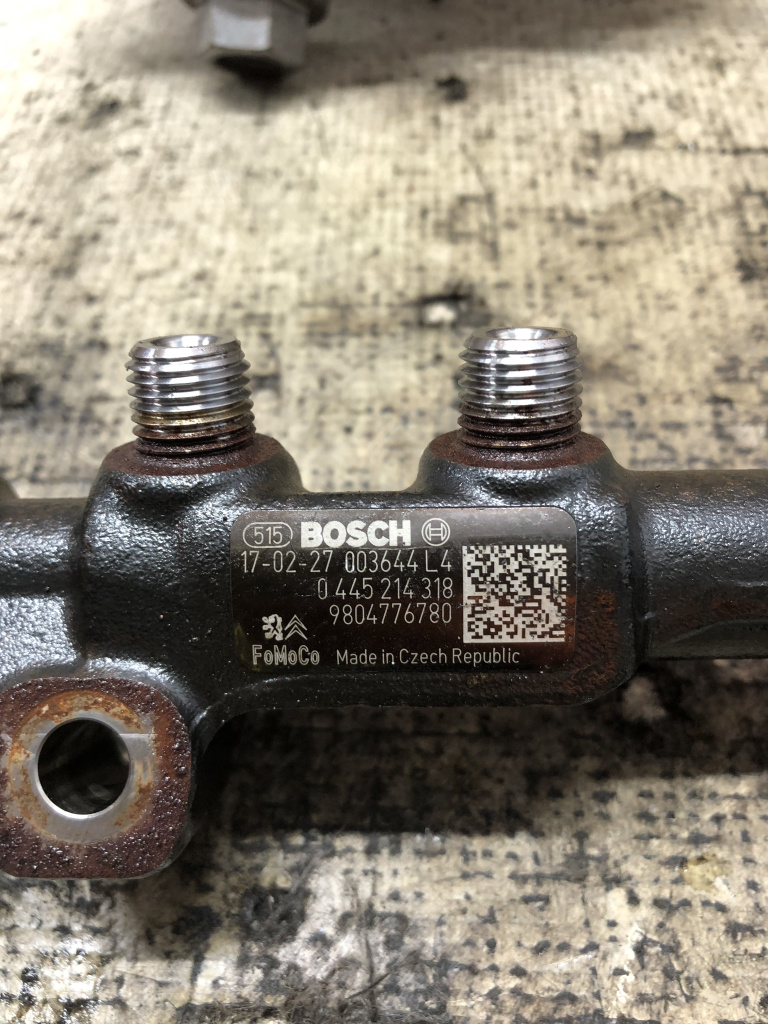 515 BOSCH
17-02-27 003644 L4
0 445 214 318
9804776780
FoMoCo Made in Czech Republic